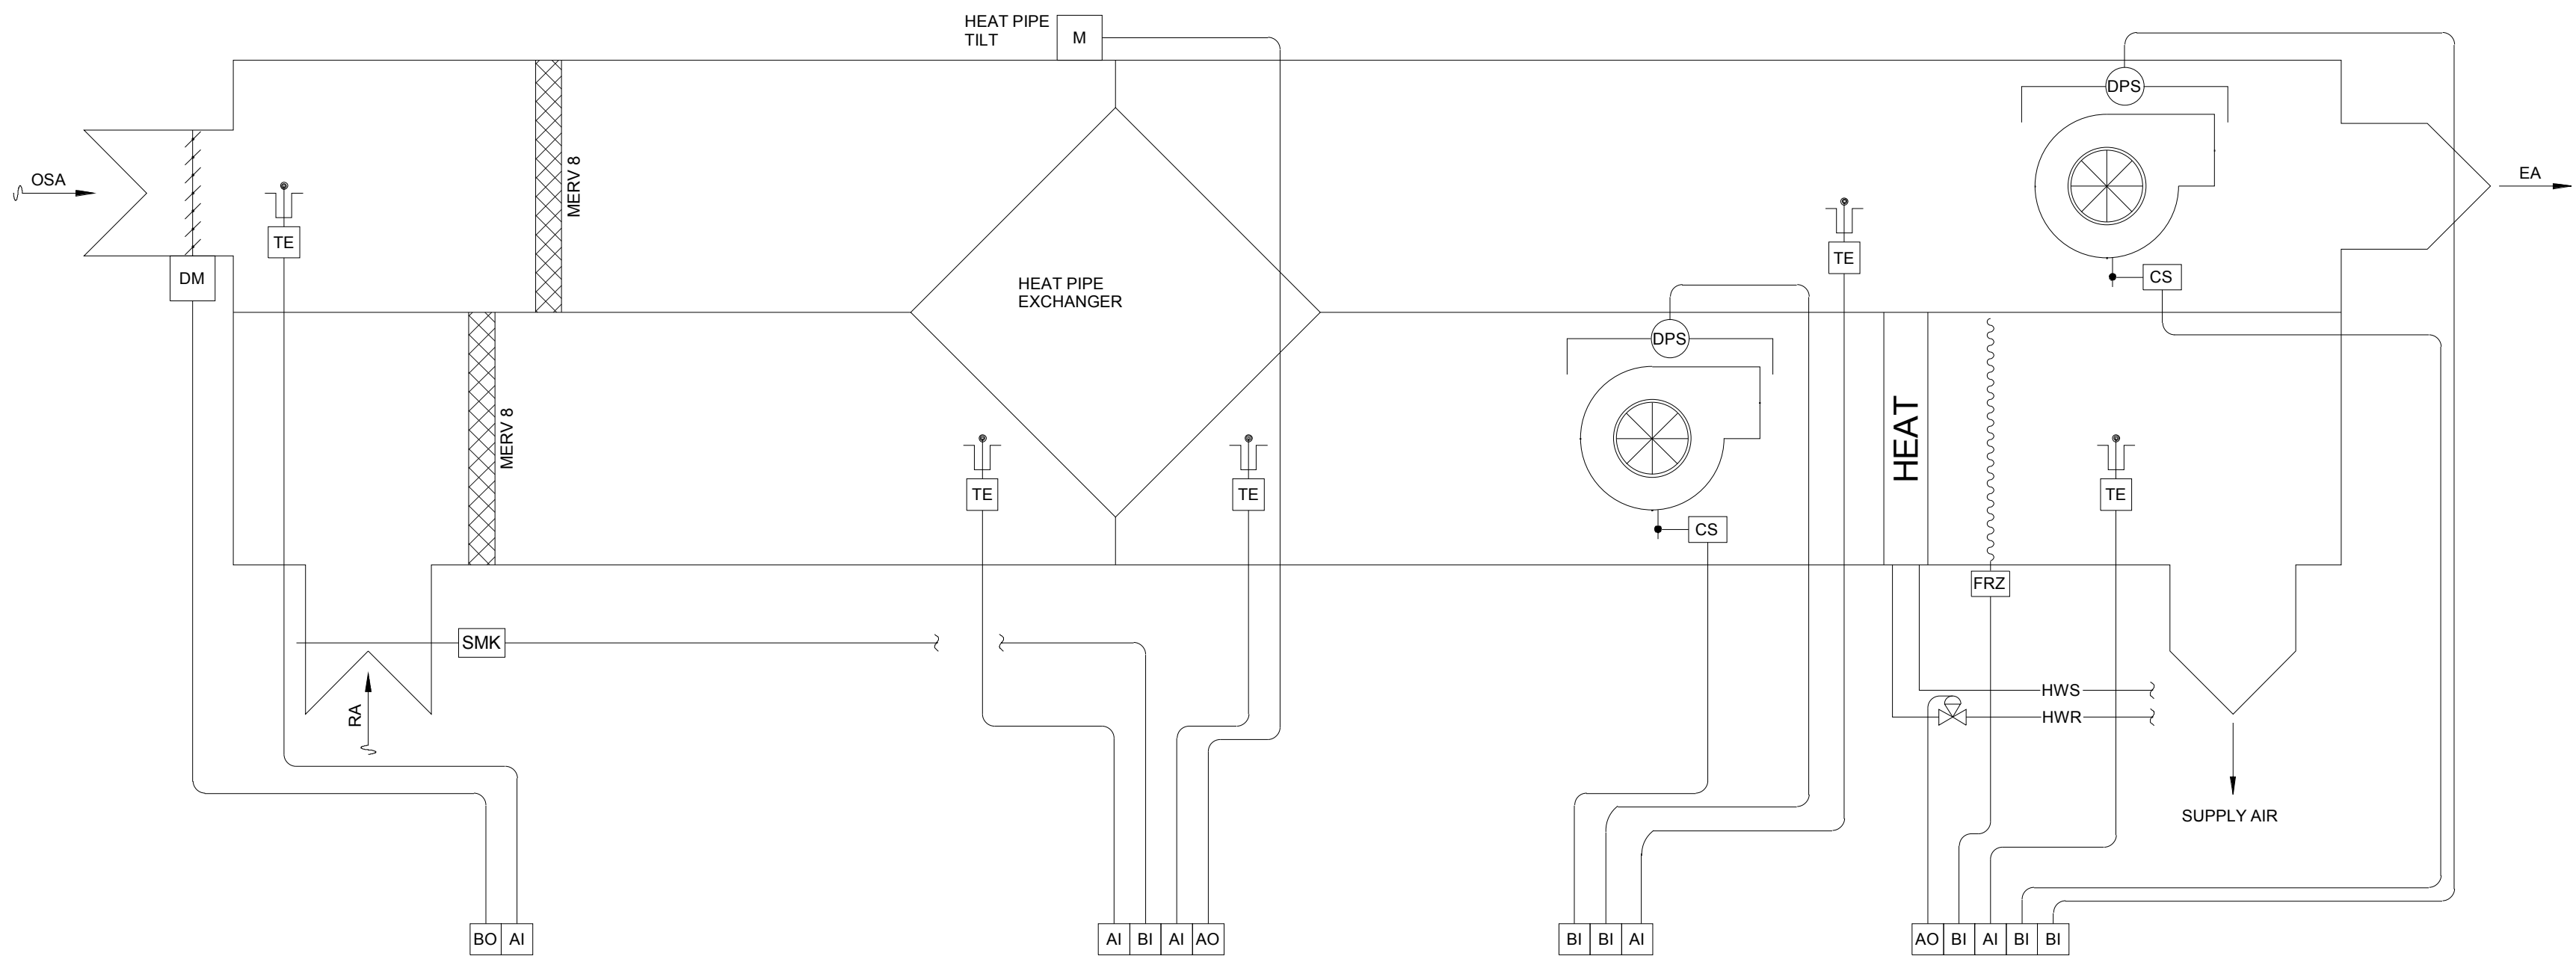 HEAT PIPE
TILT
M
DPS
OSA
MERV 8
EA
TE
TE
DM
CS
HEAT PIPE
EXCHANGER
DPS
MERV 8
HEAT
TE
TE
TE
CS
FRZ
SMK
RA
HWS
HWR
SUPPLY AIR
BO AI
AI BI AI AO
BI BI AI
AO BI AI BI BI